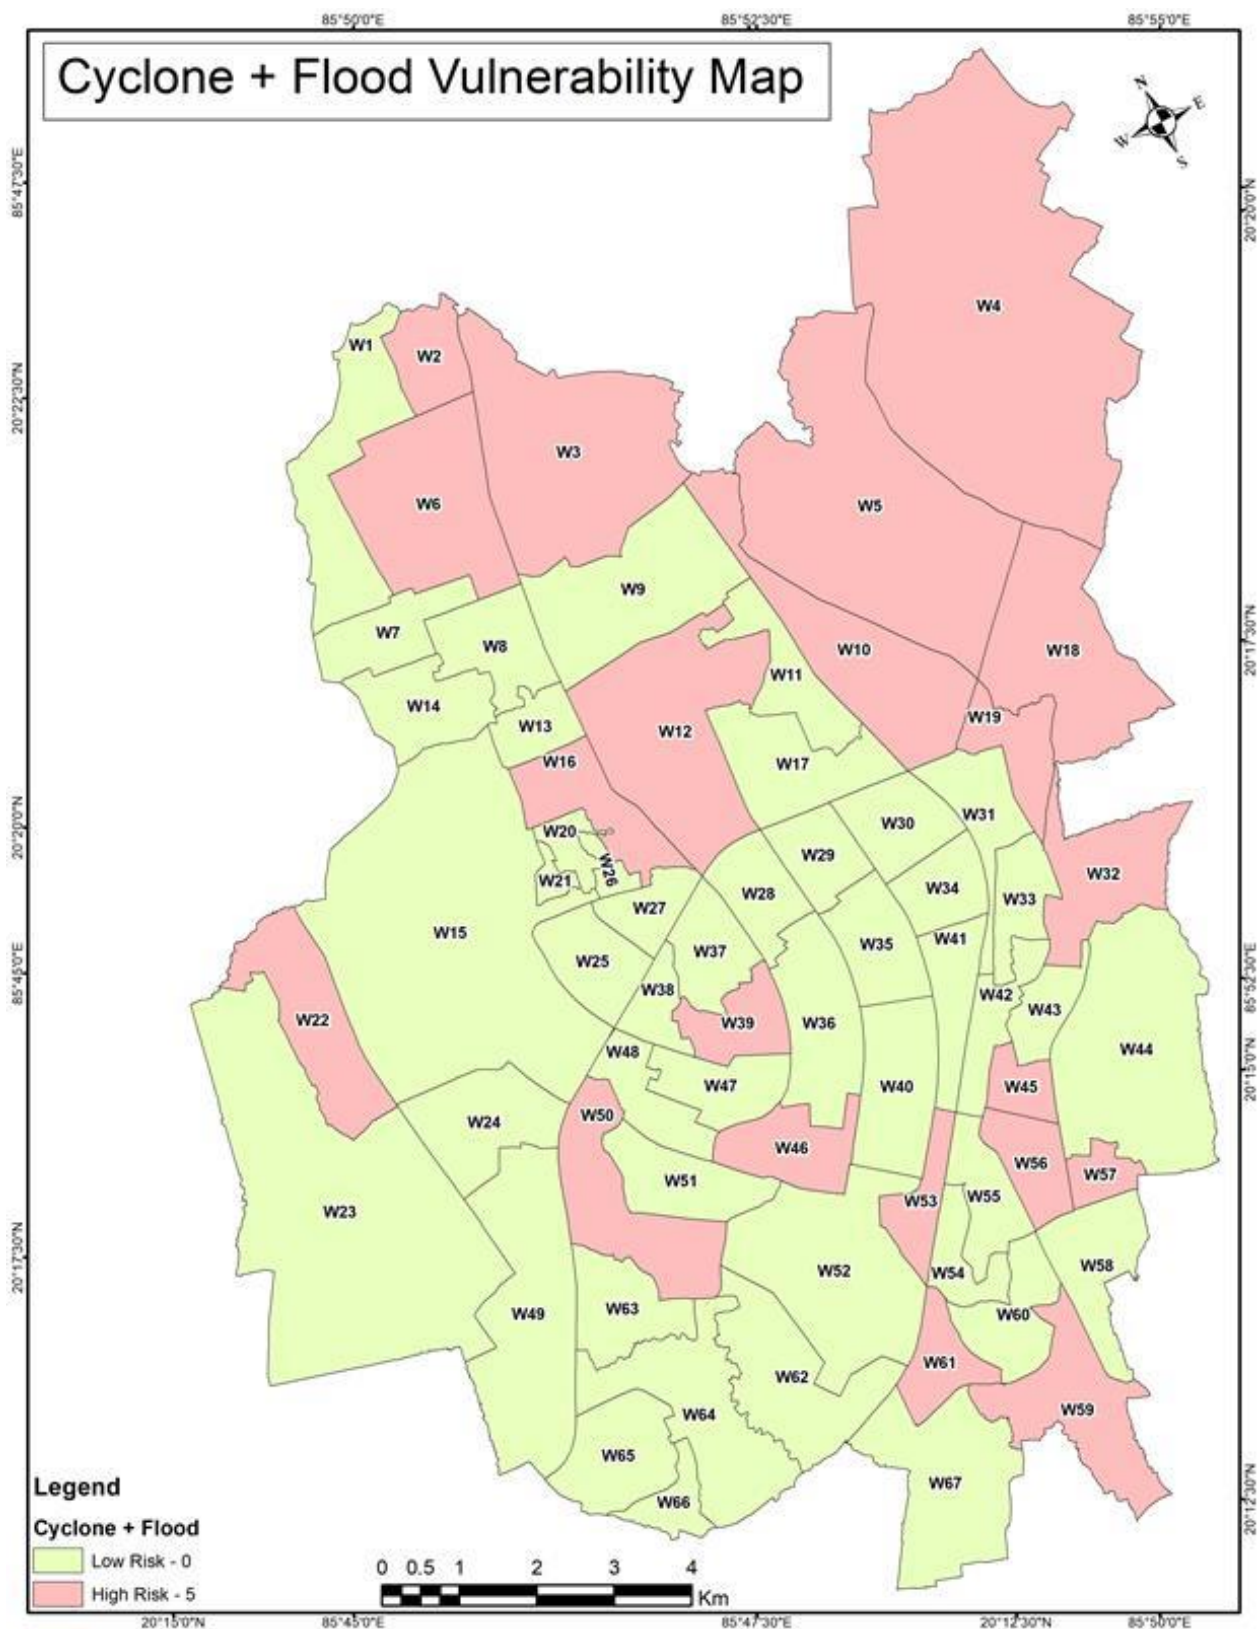 85°50'0"E 85°52'30"E 85°55'0"E
Cyclone + Flood Vulnerability Map
N
E
W
S
85°47'30"E
20°20'0"N
W4
W1
W2
20°22'30"N
W3
W6
W5
W9
W7
W8
W10
W18
20°17'30"N
W11
W14
W13
W12
W19
W16
W17
20°20'0"N
W20
W30
W31
W29
W21
W26
W34
W32
W28
W33
W27
W15
W35
W41
W37
W25
85°45'0"E
W38
W42
85°52'30"E
W22
W39
W36
W43
W48
W44
W47
W40
W45
20°15'0"N
W50
W24
W46
W56
W51
W57
W53
W55
W23
20°17'30"N
W52
W54
W58
W49
W63
W60
W62
W61
W64
W59
W65
W67
W66
20°12'30"N
Legend
Cyclone + Flood
Low Risk - 0
High Risk - 5
0 0.5 1 2 3 4
Km
20°15'0"N 85°45'0"E 85°47'30"E 20°12'30"N 85°50'0"E